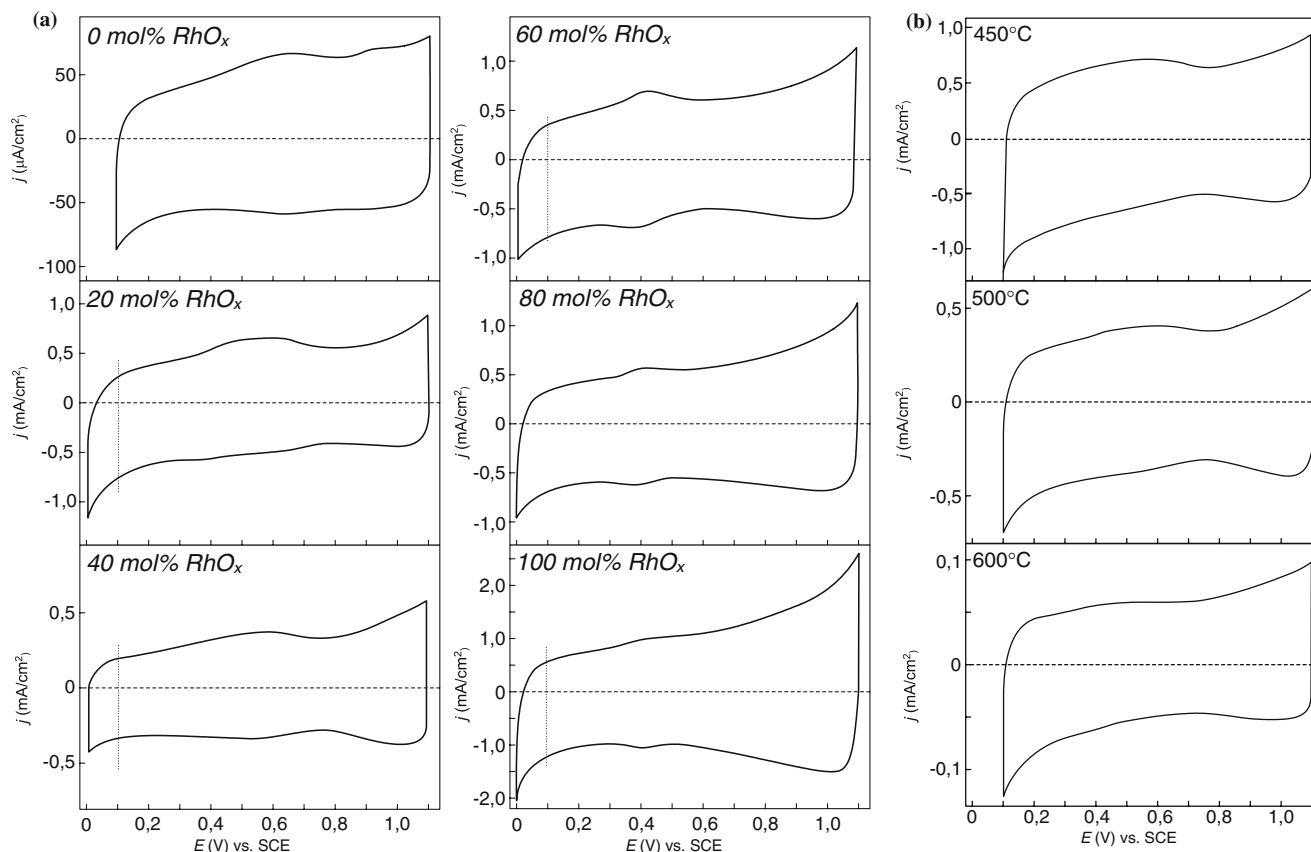 (a)
0 mol% RhOₓ
j (μA/cm²)
50
0
-50
-100
20 mol% RhOₓ
j (mA/cm²)
1,0
0,5
0
-0,5
-1,0
40 mol% RhOₓ
j (mA/cm²)
0,5
0
-0,5
0 0,2 0,4 0,6 0,8 1,0
E (V) vs. SCE
60 mol% RhOₓ
j (mA/cm²)
1,0
0,5
0
-0,5
-1,0
80 mol% RhOₓ
j (mA/cm²)
1,0
0,5
0
-0,5
-1,0
100 mol% RhOₓ
j (mA/cm²)
2,0
1,0
0
-1,0
-2,0
0 0,2 0,4 0,6 0,8 1,0
E (V) vs. SCE
(b)
450°C
j (mA/cm²)
1,0
0,5
0
-0,5
-1,0
500°C
j (mA/cm²)
0,5
0
-0,5
600°C
j (mA/cm²)
0,1
0
-0,1
0 0,2 0,4 0,6 0,8 1,0
E (V) vs. SCE